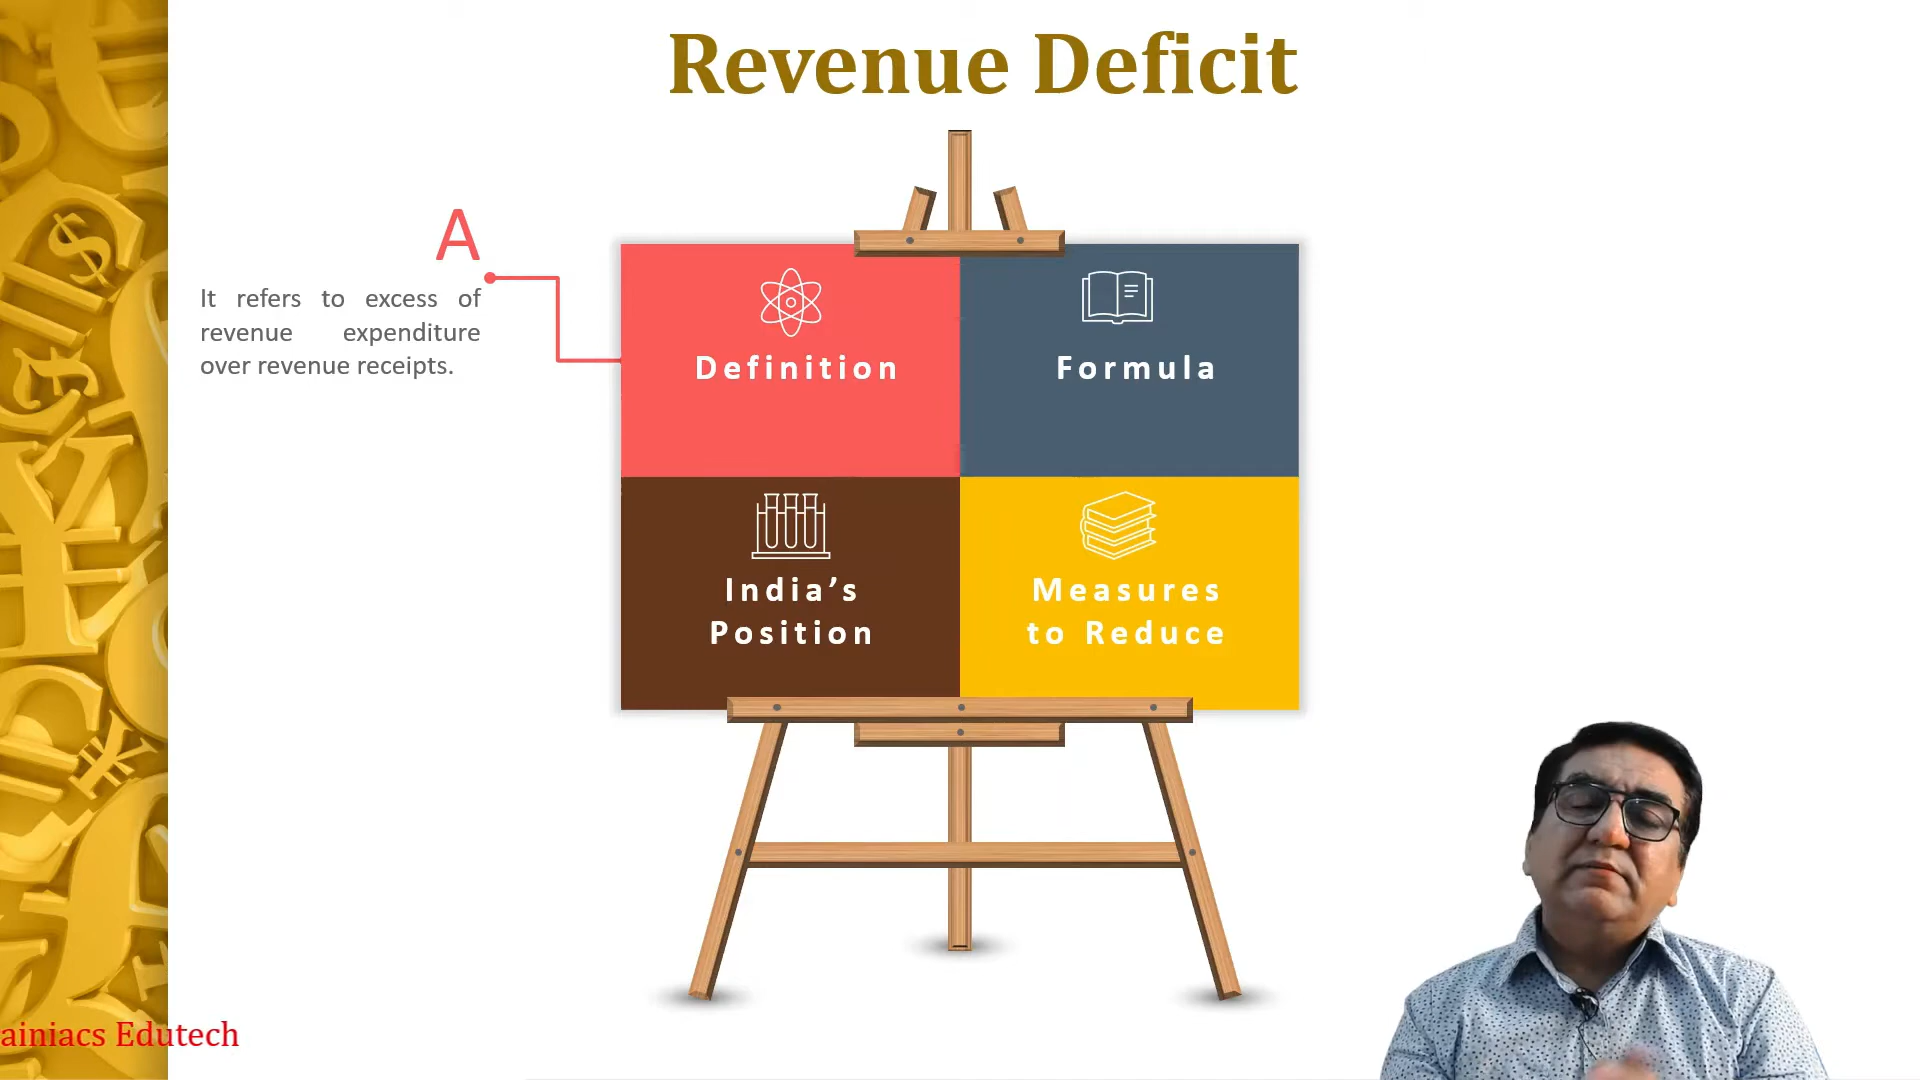 Revenue Deficit
A
It refers to excess of
revenue expenditure
over revenue receipts.
Definition
Formula
India’s
Position
Measures
to Reduce
ainiacs Edutech